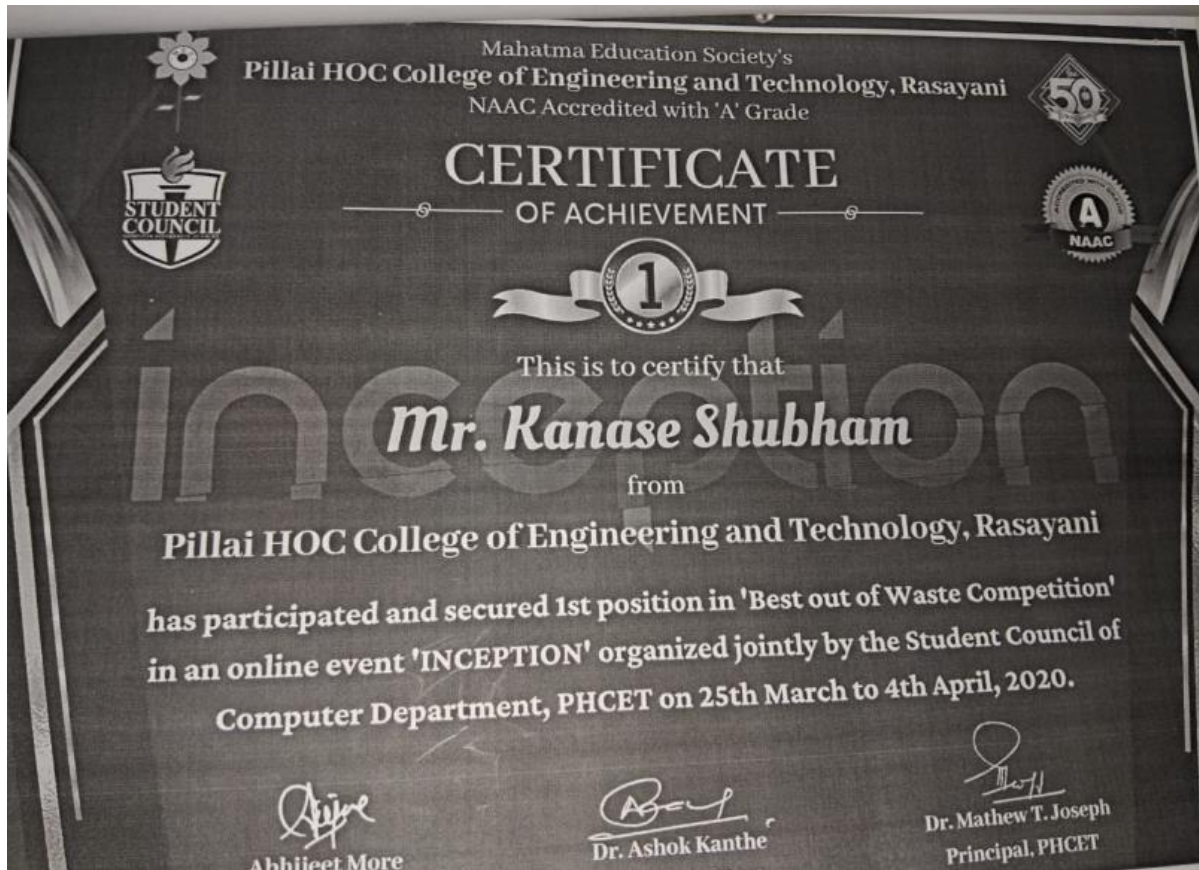 Mahatma Education Society's
Pillai HOC College of Engineering and Technology, Rasayani
NAAC Accredited with 'A' Grade
50
CERTIFICATE
OF ACHIEVEMENT
STUDENT
COUNCIL
A
NAAC
1
inception
This is to certify that
Mr. Kanase Shubham
from
Pillai HOC College of Engineering and Technology, Rasayani
has participated and secured 1st position in 'Best out of Waste Competition'
in an online event 'INCEPTION' organized jointly by the Student Council of
Computer Department, PHCET on 25th March to 4th April, 2020.
Abhijeet More
Dr. Ashok Kanthe
Dr. Mathew T. Joseph
Principal, PHCET